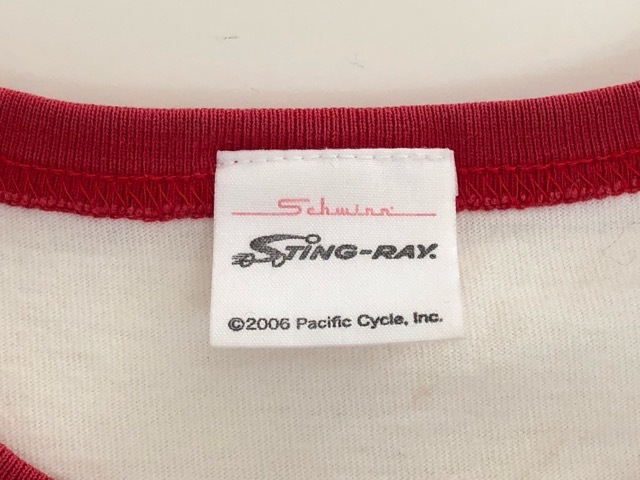 Schwinn
STING-RAY.
©2006 Pacific Cycle, Inc.